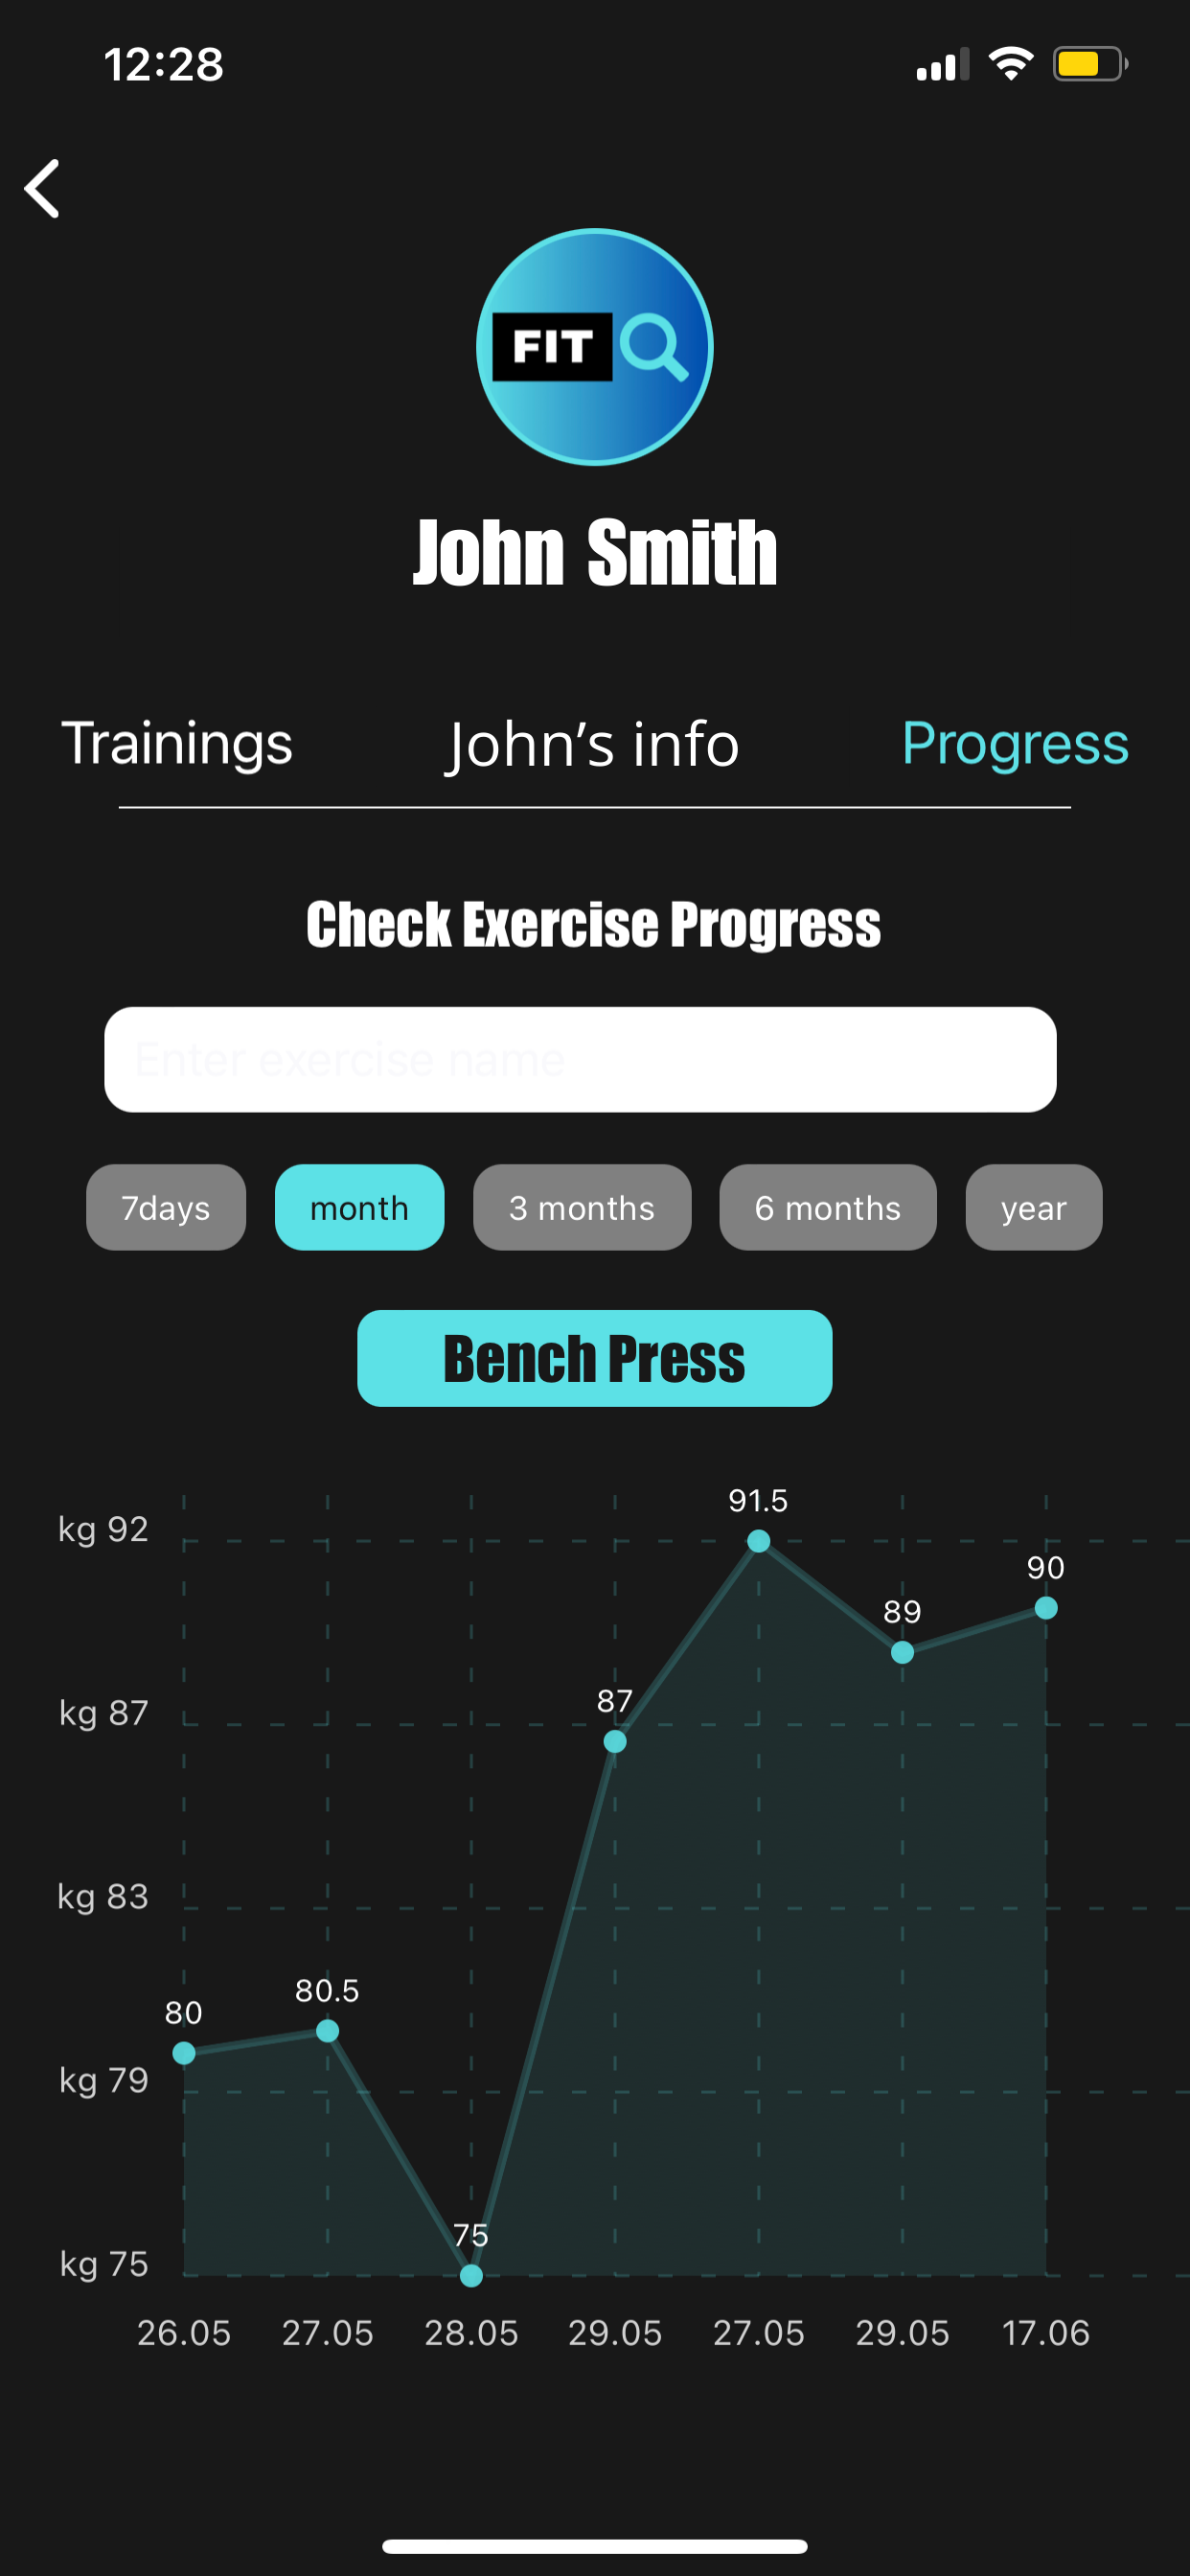 12:28
FIT
John Smith
Trainings John’s info Progress
Check Exercise Progress
Enter exercise name
7days month 3 months 6 months year
Bench Press
91.5
kg 92
90
89
87
kg 87
kg 83
80.5
80
kg 79
75
kg 75
26.05 27.05 28.05 29.05 27.05 29.05 17.06